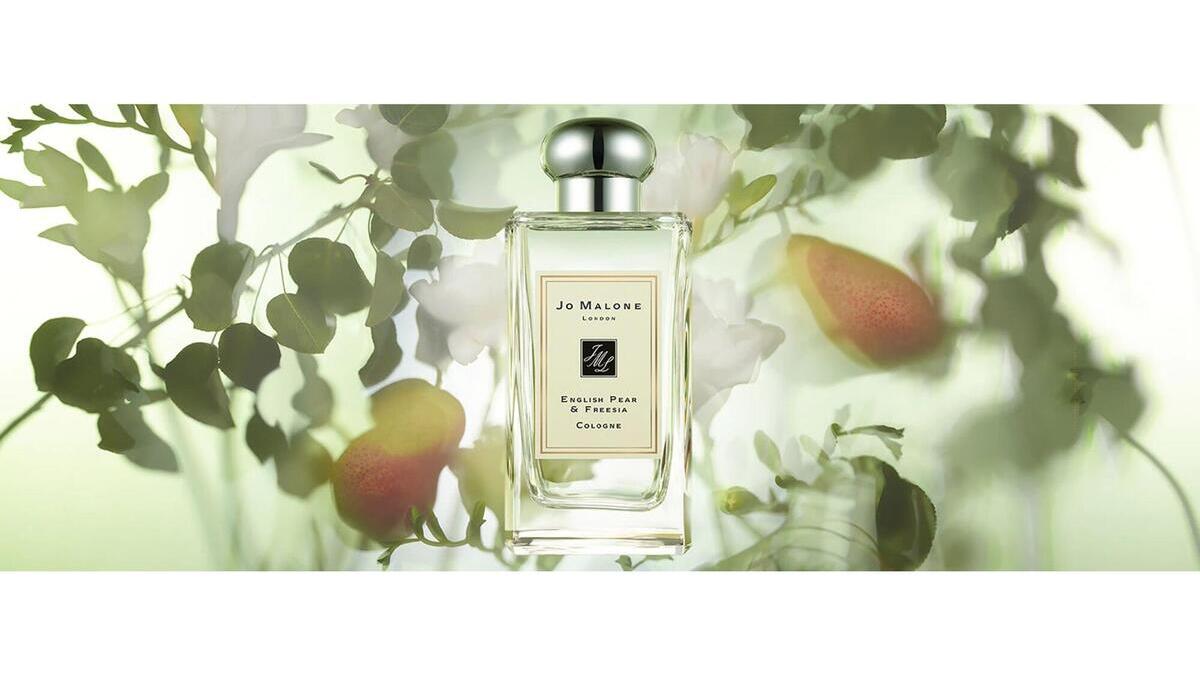 Jo Malone
London
JML
English Pear
& Freesia
Cologne